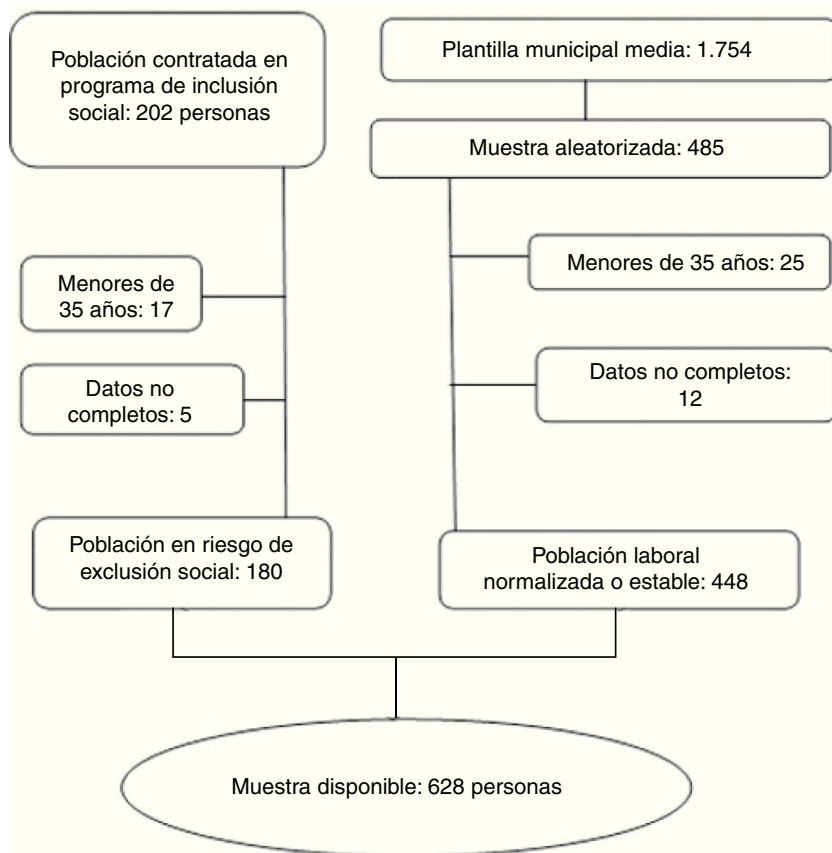 Población contratada en
programa de inclusión
social: 202 personas
Plantilla municipal media: 1.754
Muestra aleatorizada: 485
Menores de
35 años: 17
Menores de 35 años: 25
Datos no
completos: 5
Datos no completos:
12
Población en riesgo de
exclusión social: 180
Población laboral
normalizada o estable: 448
Muestra disponible: 628 personas